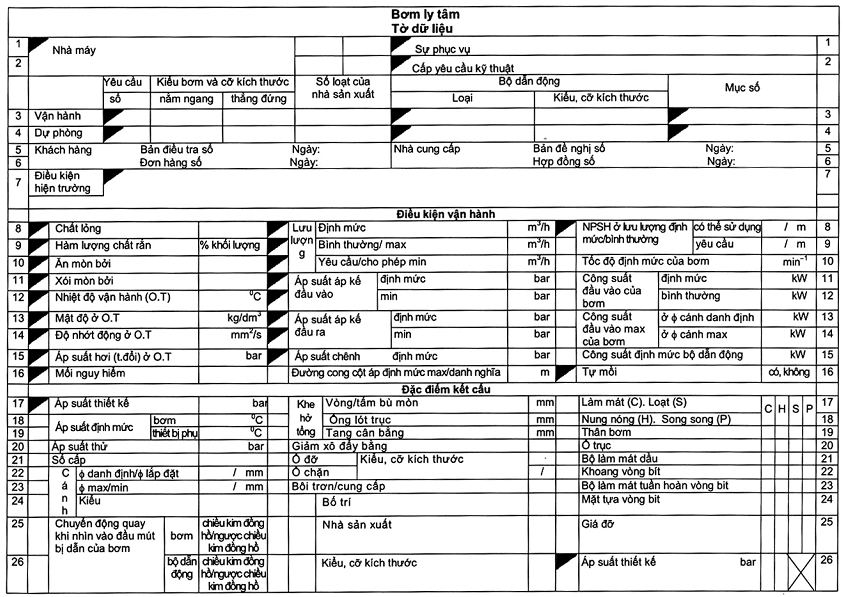 Bơm ly tâm
Tờ dữ liệu
1 Nhà máy Sự phục vụ 1
2 Cấp yêu cầu kỹ thuật 2
Yêu cầu số Kiểu bơm và cỡ kích thước Số loạt của nhà sản xuất Bộ dẫn động Mục số
nằm ngang thẳng đứng Loại Kiểu, cỡ kích thước
3 Vận hành 3
4 Dự phòng 4
5 Khách hàng Bản điều tra số Ngày: Nhà cung cấp Bản đề nghị số Ngày: 5
6 Đơn hàng số Ngày: Hợp đồng số Ngày: 6
7 Điều kiện hiện trường 7
Điều kiện vận hành
8 Chất lỏng Lưu lượng Định mức m³/h NPSH ở lưu lượng định mức/bình thường có thể sử dụng / m 8
9 Hàm lượng chất rắn % khối lượng Bình thường/ max m³/h yêu cầu / m 9
10 Ăn mòn bởi Yêu cầu/cho phép min m³/h Tốc độ định mức của bơm min⁻¹ 10
11 Xói mòn bởi Áp suất áp kế đầu vào định mức bar Công suất đầu vào của bơm định mức kW 11
12 Nhiệt độ vận hành (O.T) ⁰C min bar bình thường kW 12
13 Mật độ ở O.T kg/dm³ Áp suất áp kế đầu ra định mức bar Công suất đầu vào max của bơm ở ϕ cánh danh định kW 13
14 Độ nhớt động ở O.T mm²/s min bar ở ϕ cánh max kW 14
15 Áp suất hơi (t.đối) ở O.T bar Áp suất chênh định mức bar Công suất định mức bộ dẫn động kW 15
16 Mối nguy hiểm Đường cong cột áp định mức max/danh nghĩa m Tự mồi có, không 16
Đặc điểm kết cấu
17 Áp suất thiết kế bar Khe hở tổng Vòng/tấm bù mòn mm Làm mát (C). Loạt (S) C H S P 17
18 Áp suất định mức bơm ⁰C Ống lót trục mm Nung nóng (H). Song song (P) 18
19 thiết bị phụ ⁰C Tang cân bằng mm Thân bơm 19
20 Áp suất thử bar Giảm xô đẩy bằng Ổ trục 20
21 Số cấp Ổ đỡ Kiểu, cỡ kích thước Bộ làm mát dầu 21
22 Cánh ϕ danh định/ϕ lắp đặt / mm Ổ chặn / Khoang vòng bít 22
23 ϕ max/min / mm Bôi trơn/cung cấp Bộ làm mát tuần hoàn vòng bit 23
24 Kiểu Bố trí Mặt tựa vòng bit 24
25 Chuyển động quay khi nhìn vào đầu mút bị dẫn của bơm bơm chiều kim đồng hồ/ngược chiều kim đồng hồ Nhà sản xuất Giá đỡ 25
26 bộ dẫn động chiều kim đồng hồ/ngược chiều kim đồng hồ Kiểu, cỡ kích thước Áp suất thiết kế bar 26